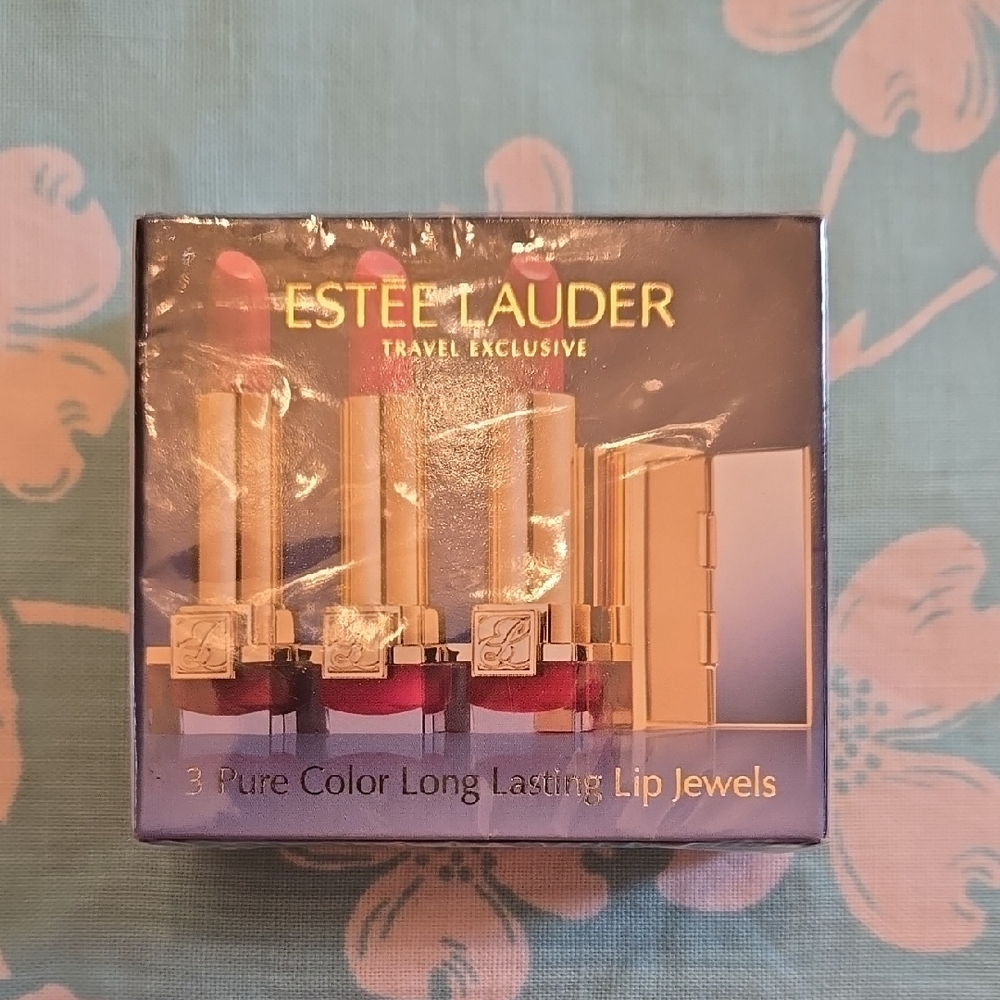 ESTĒE LAUDER
TRAVEL EXCLUSIVE
3 Pure Color Long Lasting Lip Jewels